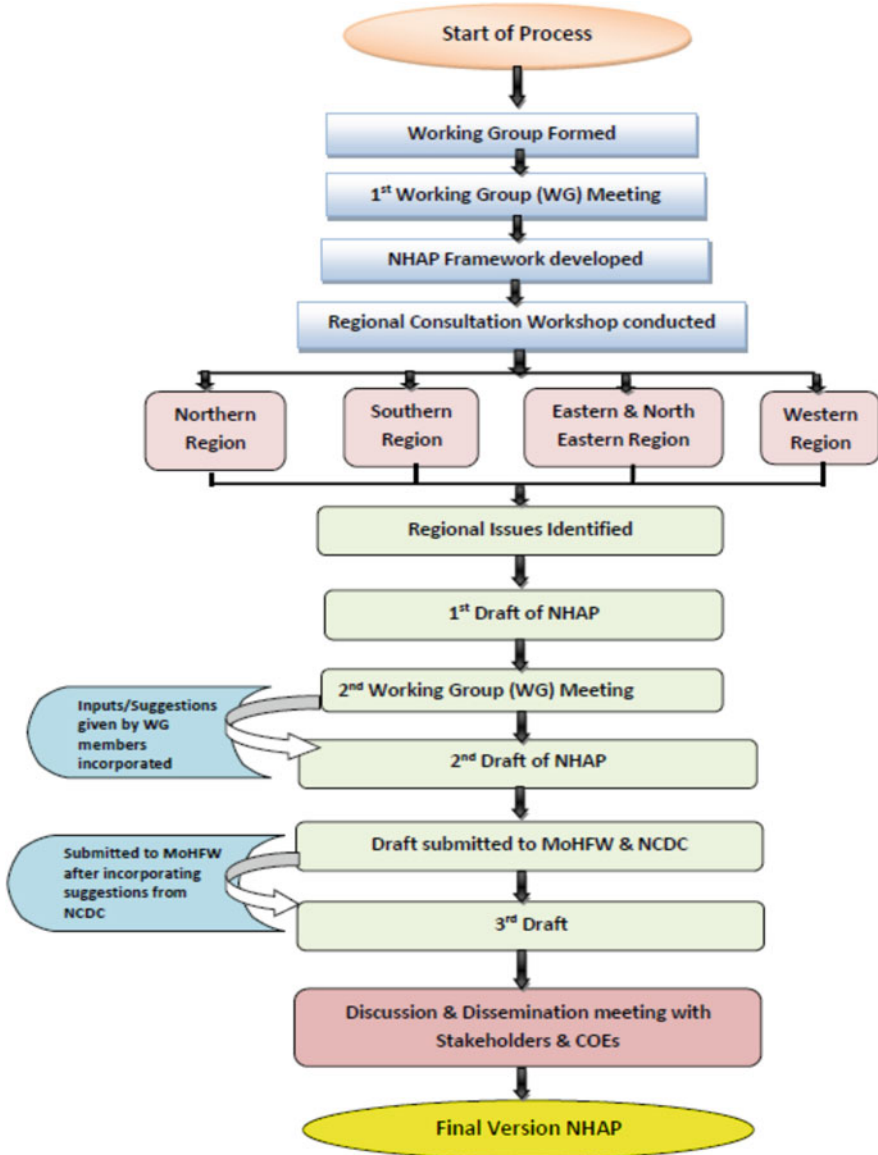 Start of Process
Working Group Formed
1st Working Group (WG) Meeting
NHAP Framework developed
Regional Consultation Workshop conducted
Northern
Region
Southern
Region
Eastern & North
Eastern Region
Western
Region
Regional Issues Identified
1st Draft of NHAP
2nd Working Group (WG) Meeting
Inputs/Suggestions
given by WG
members
incorporated
2nd Draft of NHAP
Draft submitted to MoHFW & NCDC
Submitted to MoHFW
after incorporating
suggestions from
NCDC
3rd Draft
Discussion & Dissemination meeting with
Stakeholders & COEs
Final Version NHAP